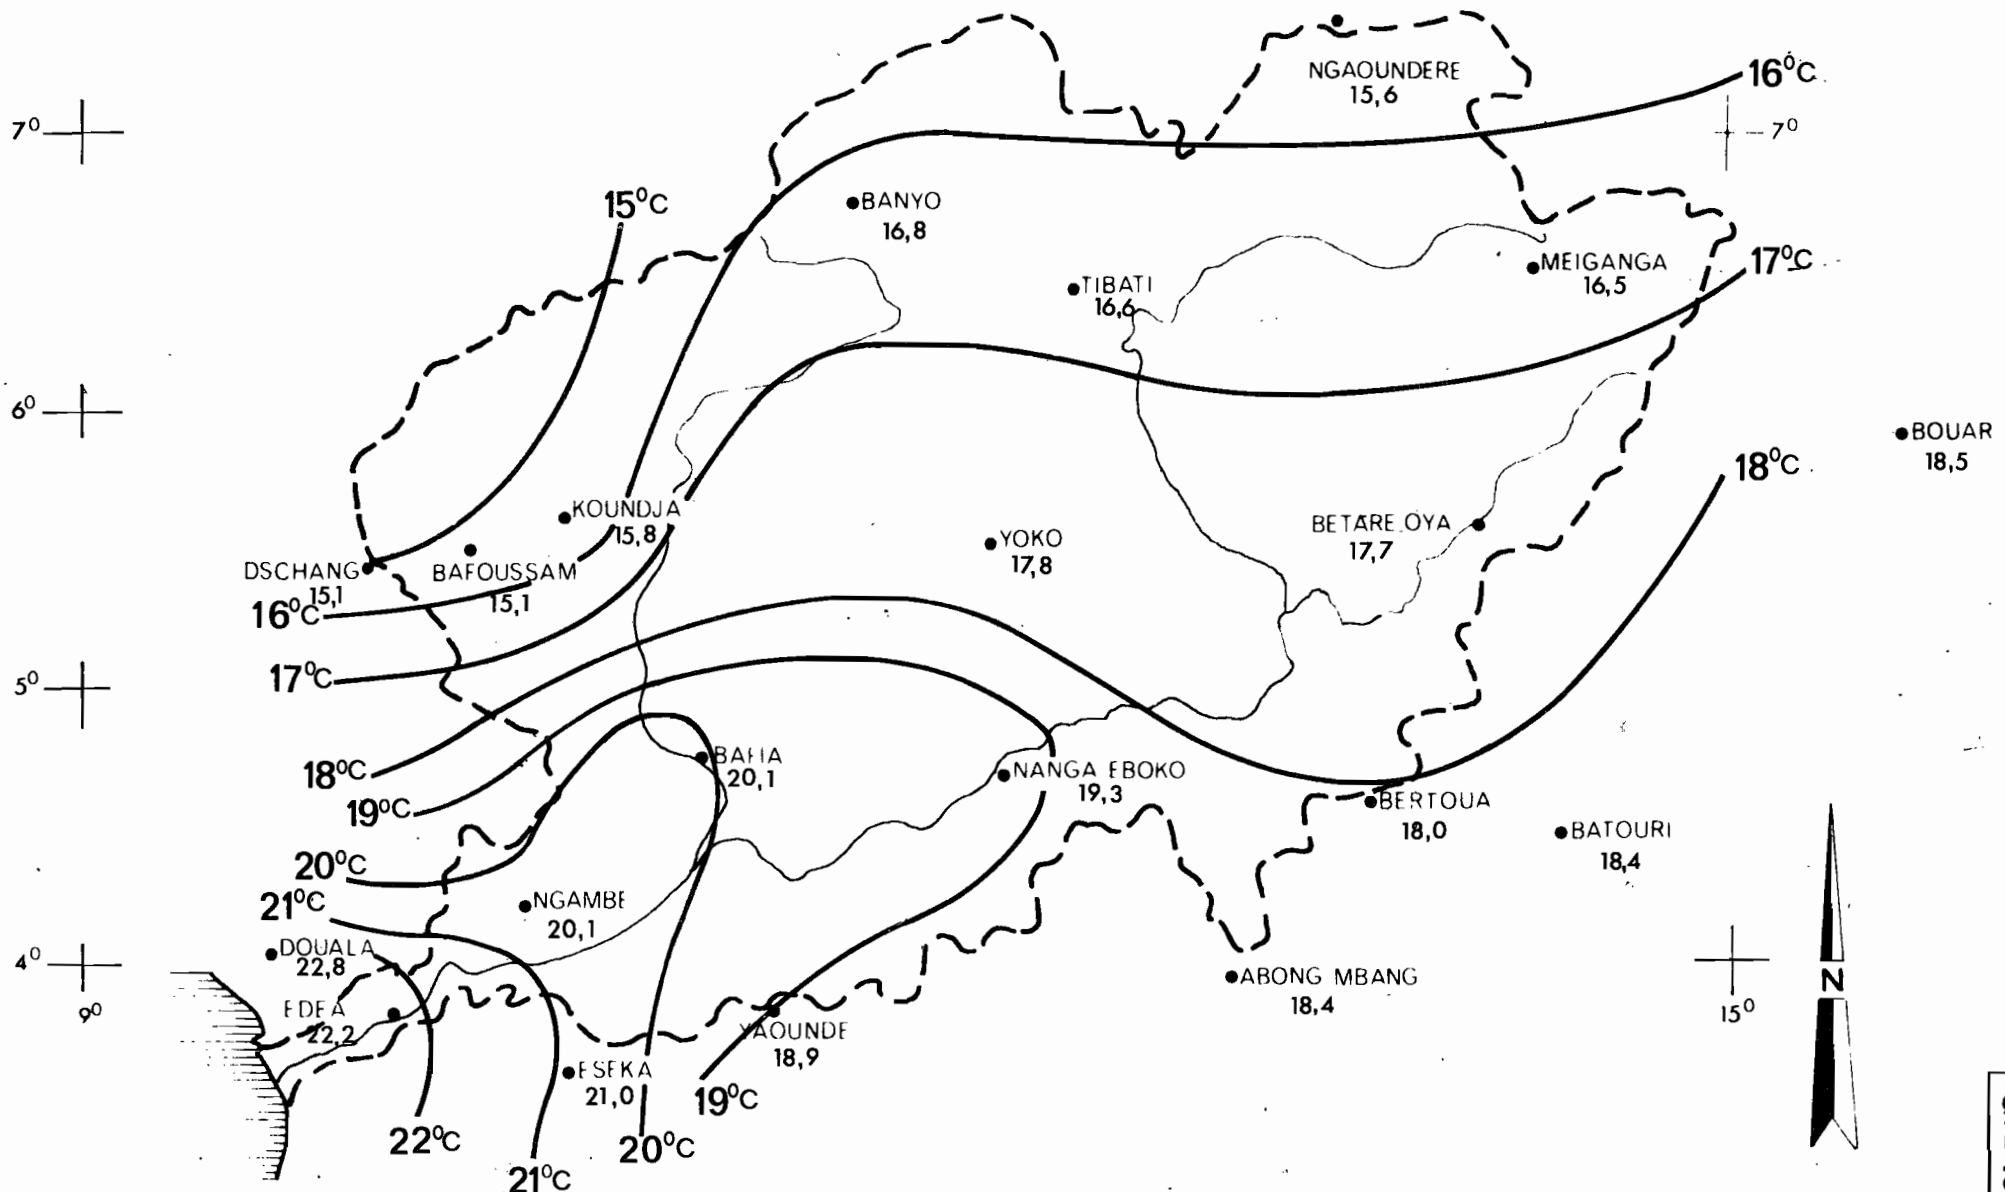 NGAOUNDERE
15,6
16°C
7°
7°
15°C
BANYO
16,8
17°C
MEIGANGA
16,5
TIBATI
16,6
6°
BOUAR
18,5
18°C
KOUNDJA
15,8
BETARE OYA
17,7
YOKO
17,8
DSCHANG
15,1
BAFOUSSAM
15,1
16°C
17°C
5°
18°C
BAFIA
20,1
NANGA EBOKO
19,3
19°C
BERTOUA
18,0
BATOURI
18,4
20°C
21°C
NGAMBE
20,1
DOUALA
22,8
4°
ABONG MBANG
18,4
N
9°
EDEA
22,2
15°
YAOUNDE
18,9
ESEKA
21,0
19°C
22°C
20°C
21°C